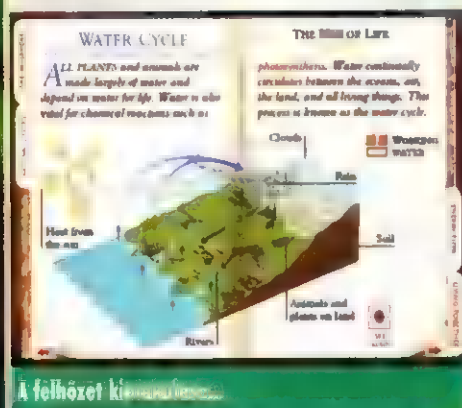 WATER CYCLE
ALL PLANTS and animals are
made largely of water and
depend on water for life. Water is also
vital for chemical reactions such as
THE OF LIFE
photosynthesis. Water continually
circulates between the oceans, air,
the land, and all living things. This
process is known as the water cycle.
Clouds
Rain
Heat from
the sun
Soil
Animals and
plants on land
Rivers
A felhőzet